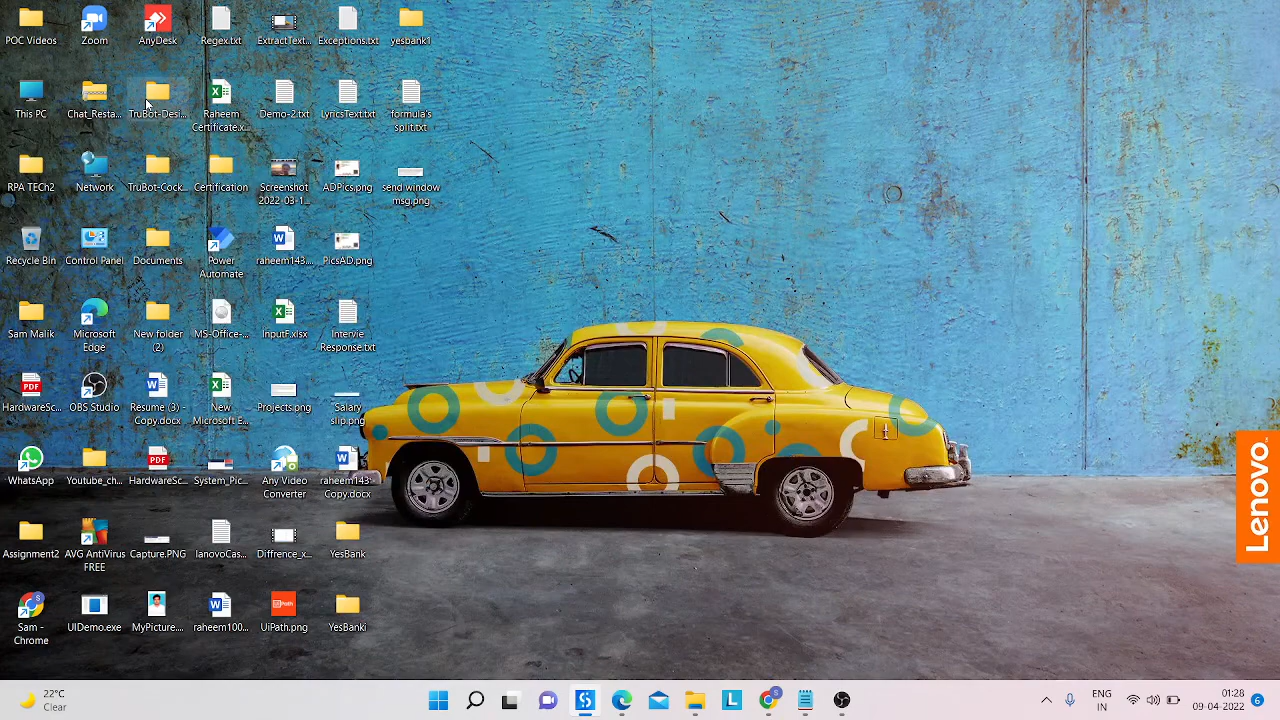 POC Videos
Zoom
AnyDesk
Regex.txt
ExtractText...
Exceptions.txt
yesbank1
This PC
Chat_Resta...
TruBot-Desi...
Raheem
Certificate.x...
Demo-2.txt
LyricsText.txt
formula's
split.txt
RPA TECh2
Network
TruBot-Cock...
Certification
Screenshot
2022-03-1...
ADPics.png
send window
msg.png
Recycle Bin
Control Panel
Documents
Power
Automate
raheem143...
PicsAD.png
Sam Malik
Microsoft
Edge
New folder
(2)
MS-Office-...
InputF.xlsx
Intervie
Response.txt
PDF
HardwareSc...
OBS Studio
Resume (3) -
Copy.docx
New
Microsoft E...
Projects.png
Salary
slip.png
WhatsA...
Youtube_ch...
PDF
HardwareSc...
System_Pic...
Any Video
Converter
raheem143-
Copy.docx
Assignment2
AVG AntiVirus
FREE
Capture.PNG
lanovoCas...
Diffrence_x...
YesBank
Sam -
Chrome
UIDemo.exe
MyPicture....
raheem100...
UiPath
UiPath.png
YesBanki
Lenovo
22°C
Clear
ENG
IN
09-04-2022
6